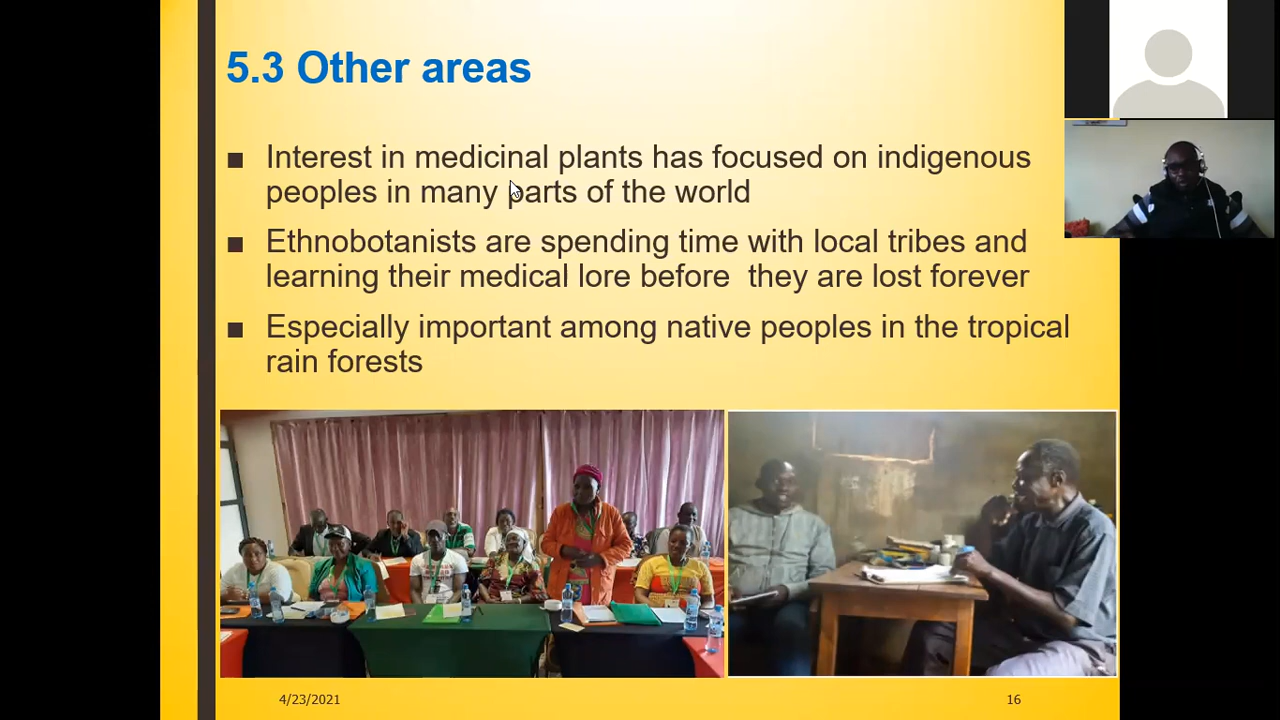 5.3 Other areas
■ Interest in medicinal plants has focused on indigenous
peoples in many parts of the world
■ Ethnobotanists are spending time with local tribes and
learning their medical lore before  they are lost forever
■ Especially important among native peoples in the tropical
rain forests
4/23/2021
16